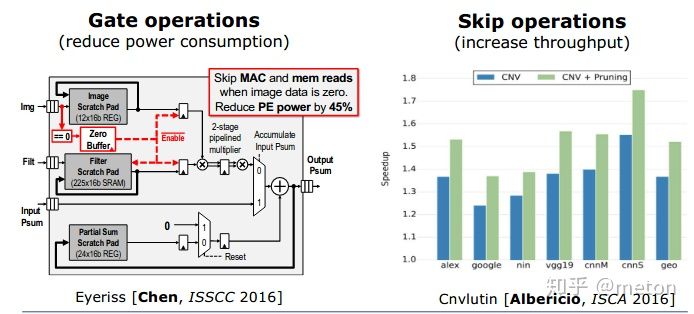 Gate operations
(reduce power consumption)
Skip MAC and mem reads
when image data is zero.
Reduce PE power by 45%
Img
Image
Scratch Pad
(12x16b REG)
== 0
Zero
Buffer
Enable
Filt
Filter
Scratch Pad
(225x16b SRAM)
2-stage
pipelined
multiplier
Accumulate
Input Psum
0
1
Output
Psum
Input
Psum
Partial Sum
Scratch Pad
(24x16b REG)
0
1
0
Reset
Eyeriss [Chen, ISSCC 2016]
Skip operations
(increase throughput)
CNV
CNV + Pruning
Speedup
1.8
1.7
1.6
1.5
1.4
1.3
1.2
1.1
1.0
alex google nin vgg19 cnnM cnnS geo
Cnvlutin [Albericio, ISCA 2016]
知乎 @meton